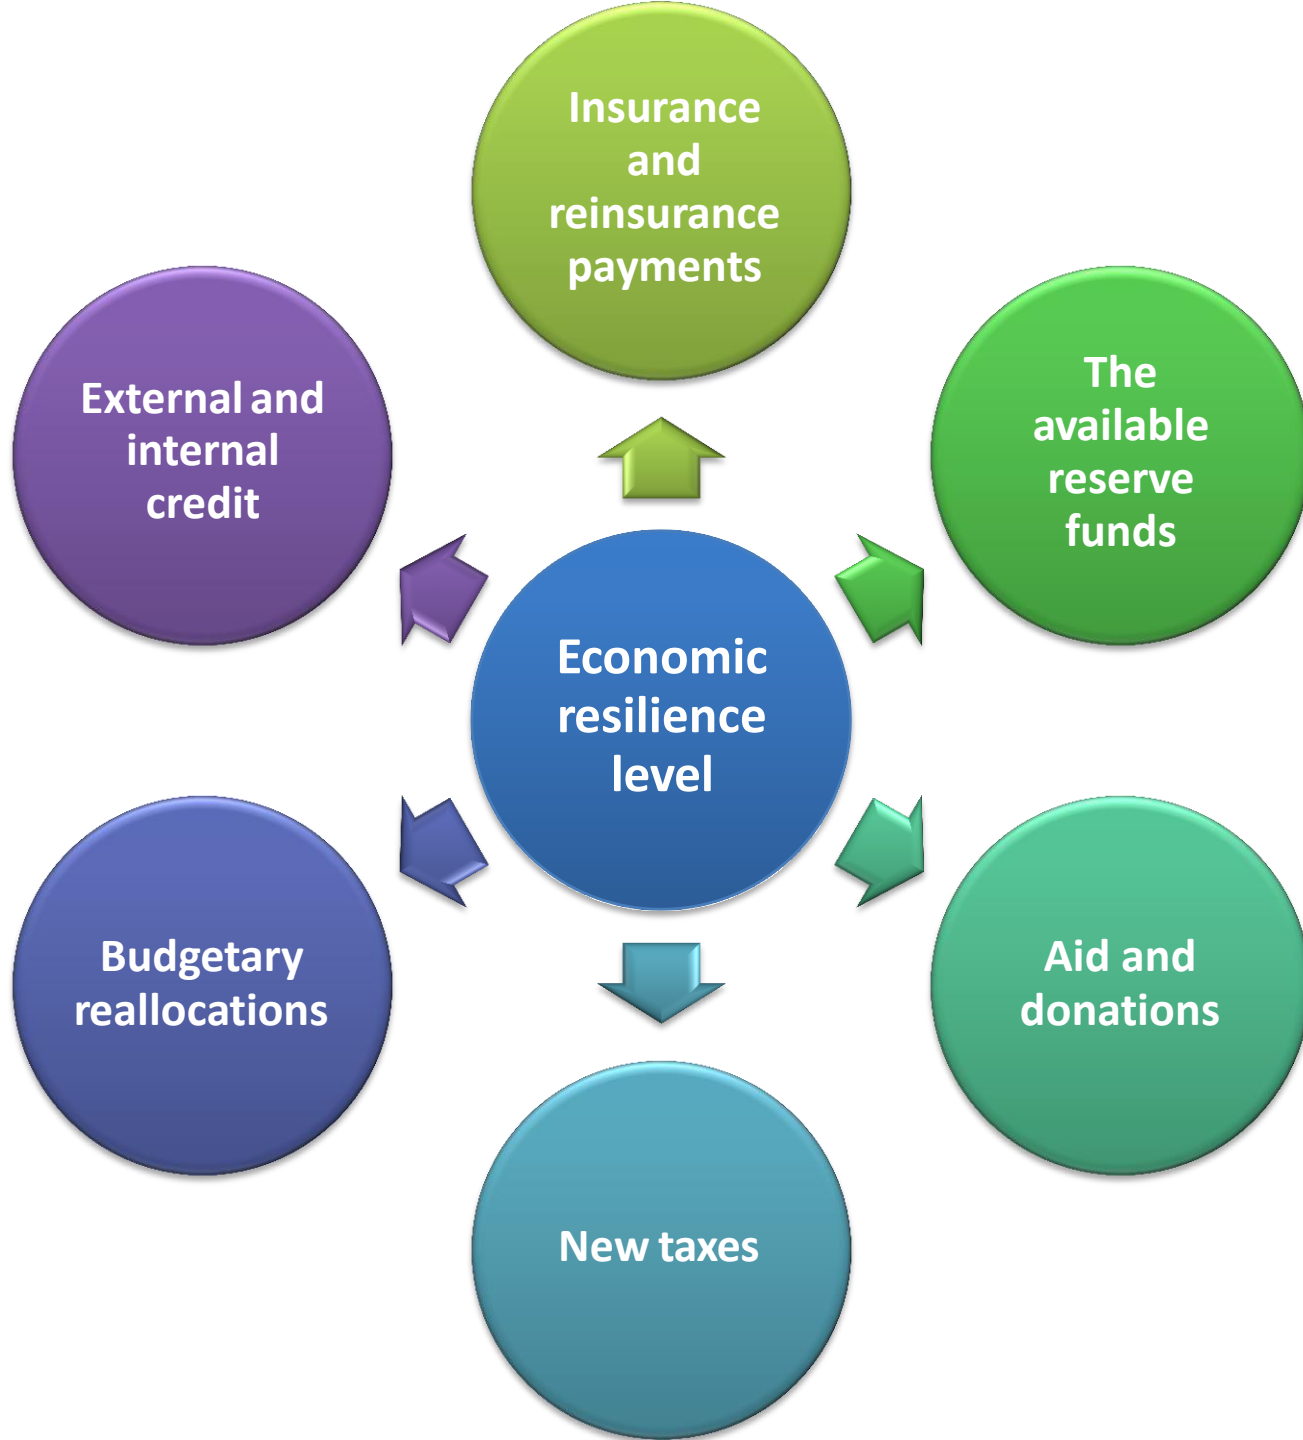 Insurance
and
reinsurance
payments
The
available
reserve
funds
Aid and
donations
New taxes
Budgetary
reallocations
External and
internal
credit
Economic
resilience
level